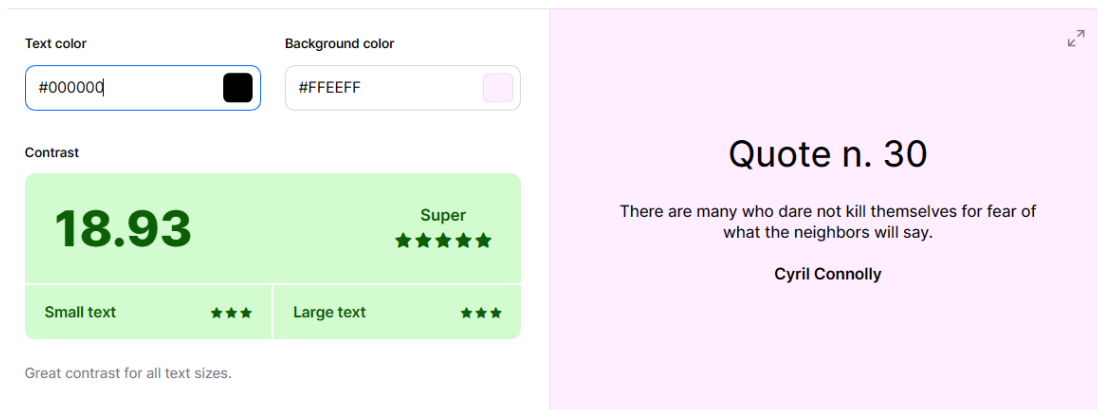 Text color
#000000
Background color
#FFEEFF
Contrast
18.93
Super
Small text
Large text
Great contrast for all text sizes.
Quote n. 30
There are many who dare not kill themselves for fear of
what the neighbors will say.
Cyril Connolly